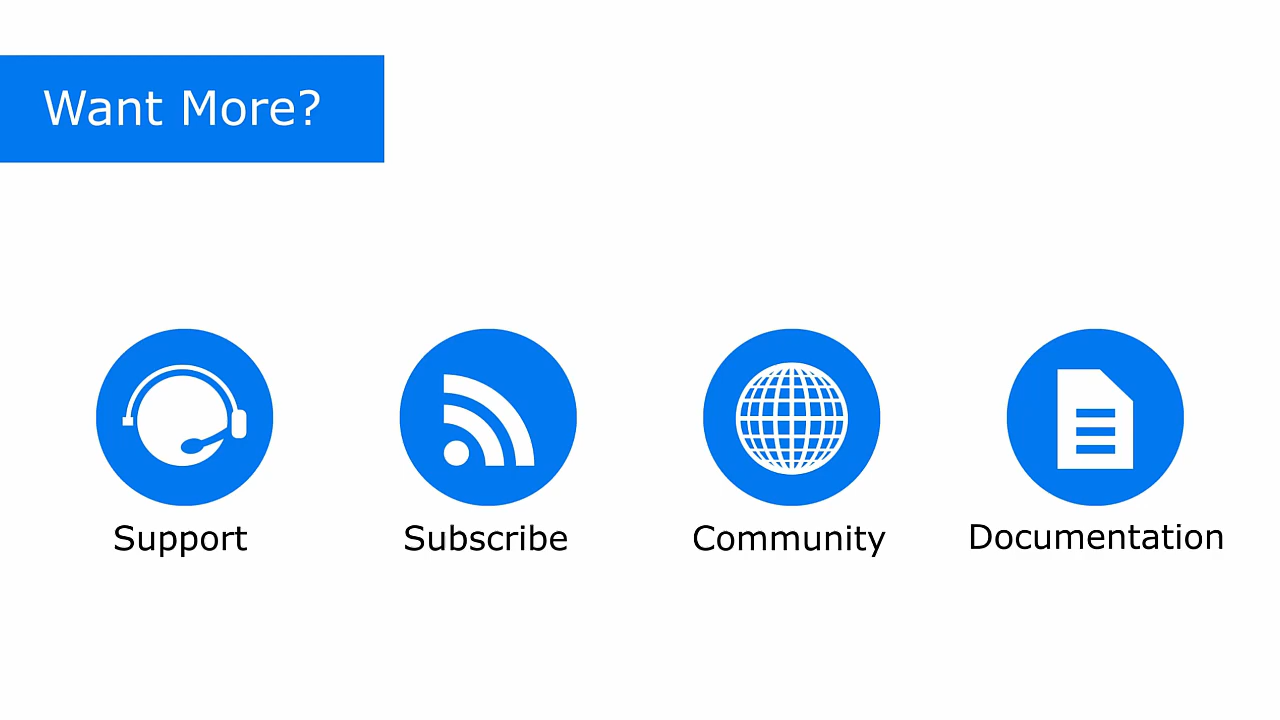 Want More?
Support
Subscribe
Community
Documentation